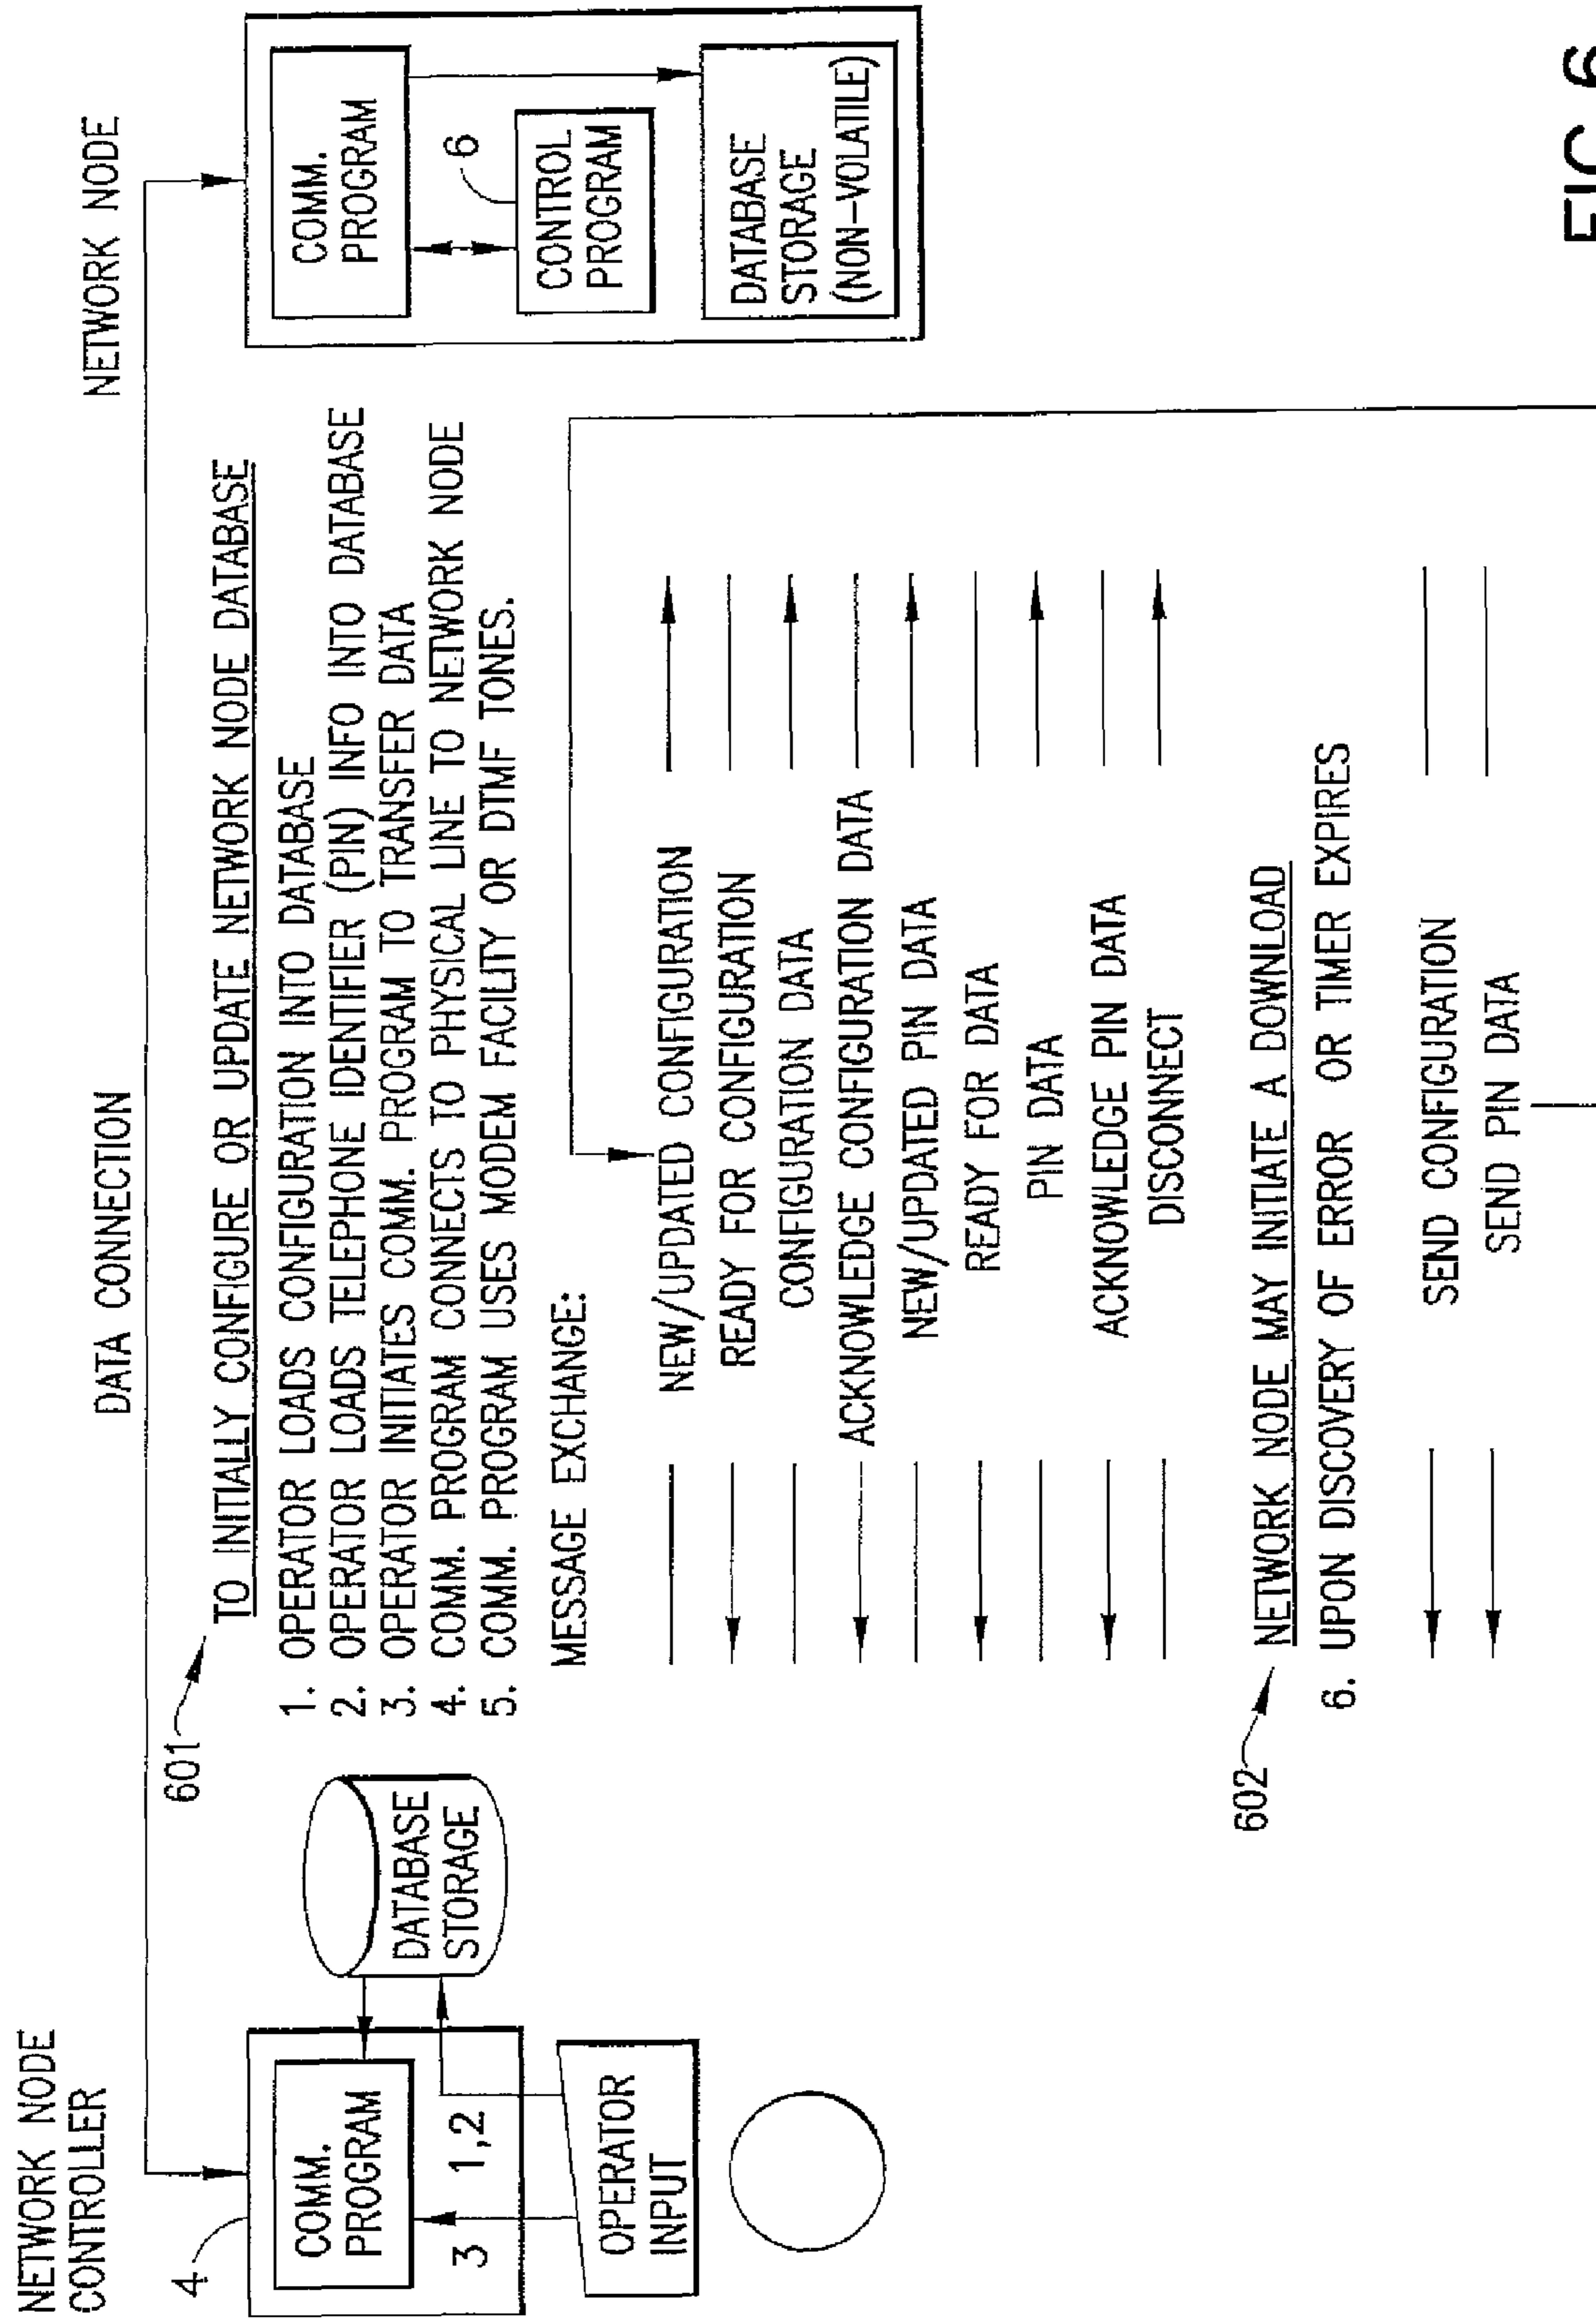 NETWORK NODE
CONTROLLER
DATA CONNECTION
NETWORK NODE
4
COMM.
PROGRAM
3
1,2
OPERATOR
INPUT
DATABASE
STORAGE
601
TO INITIALLY CONFIGURE OR UPDATE NETWORK NODE DATABASE
1. OPERATOR LOADS CONFIGURATION INTO DATABASE
2. OPERATOR LOADS TELEPHONE IDENTIFIER (PIN) INFO INTO DATABASE
3. OPERATOR INITIATES COMM. PROGRAM TO TRANSFER DATA
4. COMM. PROGRAM CONNECTS TO PHYSICAL LINE TO NETWORK NODE
5. COMM. PROGRAM USES MODEM FACILITY OR DTMF TONES.
MESSAGE EXCHANGE:
NEW/UPDATED CONFIGURATION
READY FOR CONFIGURATION
CONFIGURATION DATA
ACKNOWLEDGE CONFIGURATION DATA
NEW/UPDATED PIN DATA
READY FOR DATA
PIN DATA
ACKNOWLEDGE PIN DATA
DISCONNECT
602
NETWORK NODE MAY INITIATE A DOWNLOAD
6. UPON DISCOVERY OF ERROR OR TIMER EXPIRES
SEND CONFIGURATION
SEND PIN DATA
COMM.
PROGRAM
6
CONTROL
PROGRAM
DATABASE
STORAGE
(NON-VOLATILE)